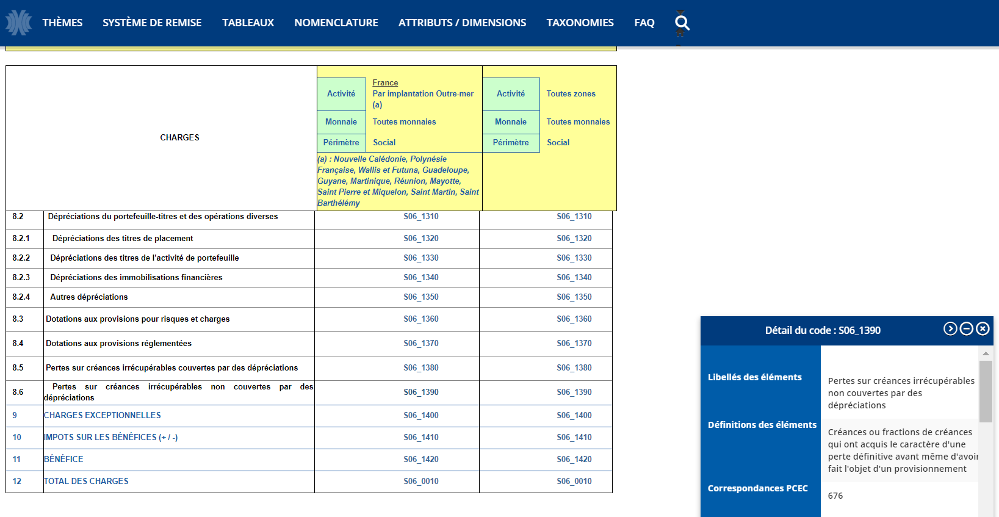 THÈMES SYSTÈME DE REMISE TABLEAUX NOMENCLATURE ATTRIBUTS / DIMENSIONS TAXONOMIES FAQ
CHARGES
Activité
France
Par implantation Outre-mer
(a)
Monnaie Toutes monnaies
Périmètre Social
(a) : Nouvelle Calédonie, Polynésie
Française, Wallis et Futuna, Guadeloupe,
Guyane, Martinique, Réunion, Mayotte,
Saint Pierre et Miquelon, Saint Martin, Saint
Barthélémy
Activité Toutes zones
Monnaie Toutes monnaies
Périmètre Social
8.2 Dépréciations du portefeuille-titres et des opérations diverses S06_1310 S06_1310
8.2.1 Dépréciations des titres de placement S06_1320 S06_1320
8.2.2 Dépréciations des titres de l'activité de portefeuille S06_1330 S06_1330
8.2.3 Dépréciations des immobilisations financières S06_1340 S06_1340
8.2.4 Autres dépréciations S06_1350 S06_1350
8.3 Dotations aux provisions pour risques et charges S06_1360 S06_1360
8.4 Dotations aux provisions réglementées S06_1370 S06_1370
8.5 Pertes sur créances irrécupérables couvertes par des dépréciations S06_1380 S06_1380
8.6 Pertes sur créances irrécupérables non couvertes par des
dépréciations S06_1390 S06_1390
9 CHARGES EXCEPTIONNELLES S06_1400 S06_1400
10 IMPOTS SUR LES BÉNÉFICES (+ / -) S06_1410 S06_1410
11 BÉNÉFICE S06_1420 S06_1420
12 TOTAL DES CHARGES S06_0010 S06_0010
Détail du code : S06_1390
Libellés des éléments
Pertes sur créances irrécupérables
non couvertes par des
dépréciations
Définitions des éléments
Créances ou fractions de créances
qui ont acquis le caractère d'une
perte définitive avant même d'avoir
fait l'objet d'un provisionnement
Correspondances PCEC
676